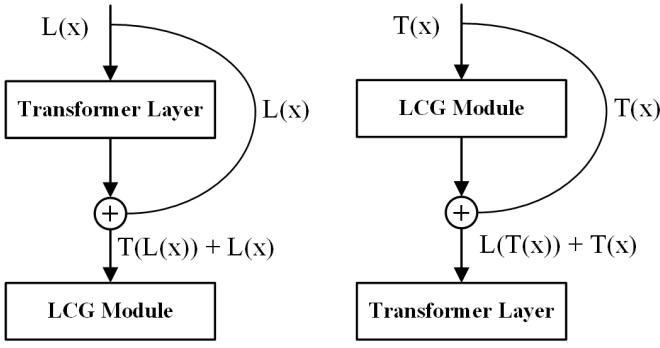 L(x)
Transformer Layer
L(x)
T(L(x)) + L(x)
LCG Module
T(x)
LCG Module
T(x)
L(T(x)) + T(x)
Transformer Layer